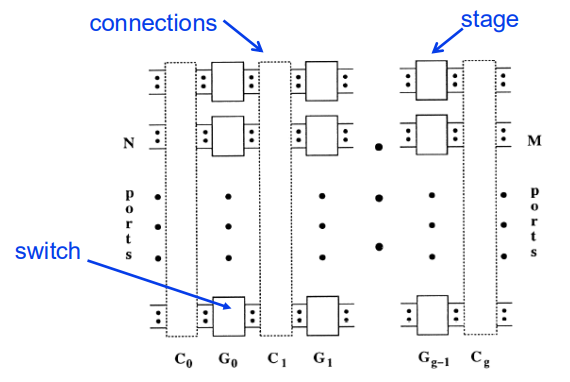 connections
stage
N
M
ports
ports
switch
C0 G0 C1 G1 Gg-1 Cg